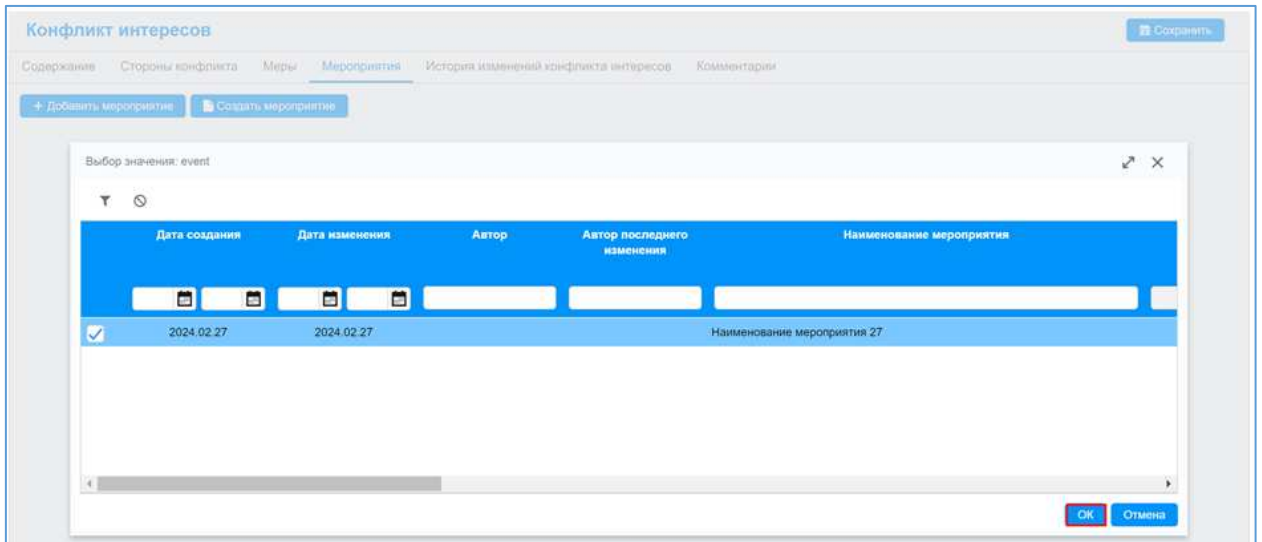 Конфликт интересов
Сохранить
Содержание Стороны конфликта Меры Мероприятия История изменений конфликта интересов Комментарии
+ Добавить мероприятие Создать мероприятие
Выбор значения: event
Дата создания Дата изменения Автор Автор последнего изменения Наименование мероприятия
2024.02.27 2024.02.27 Наименование мероприятия 27
ОК Отмена